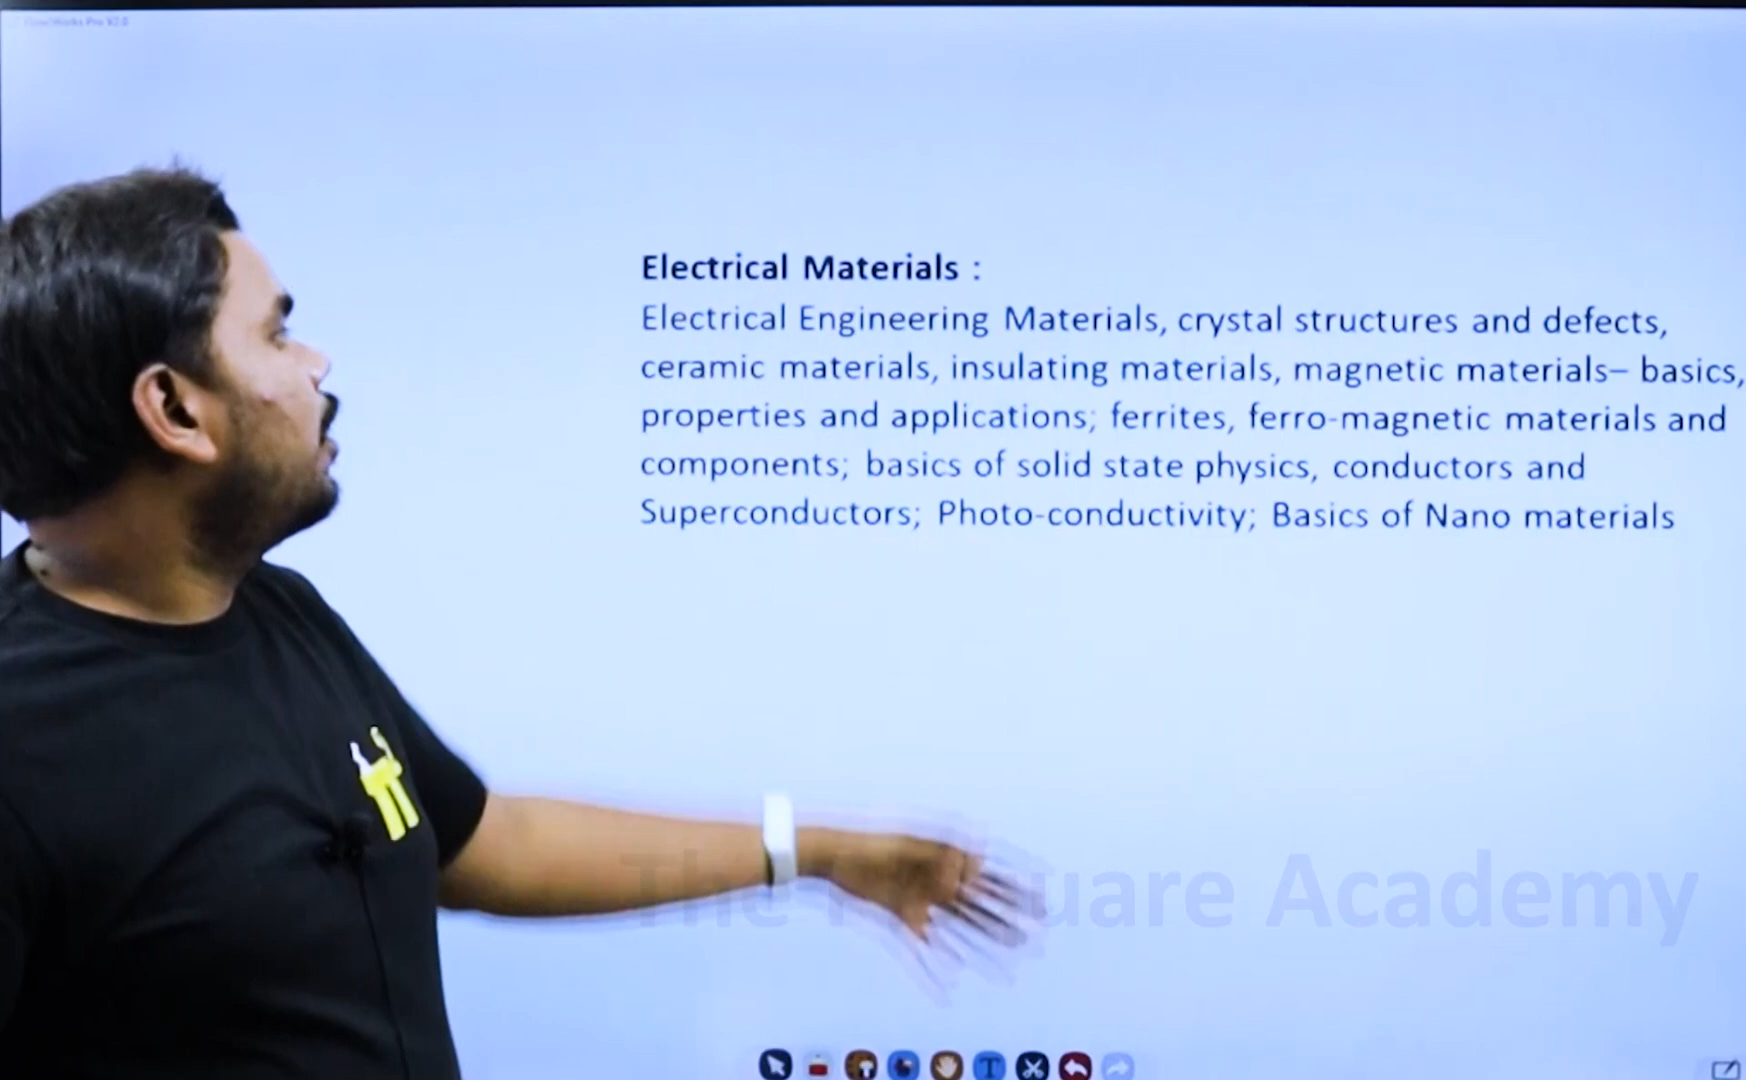 Electrical Materials :
Electrical Engineering Materials, crystal structures and defects,
ceramic materials, insulating materials, magnetic materials– basics,
properties and applications; ferrites, ferro-magnetic materials and
components; basics of solid state physics, conductors and
Superconductors; Photo-conductivity; Basics of Nano materials
The Academy
T